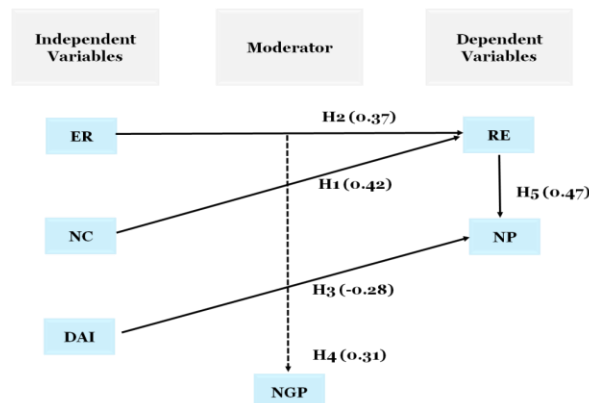 Independent
Variables
Moderator
Dependent
Variables
H2 (0.37)
ER
RE
H1 (0.42)
H5 (0.47)
NC
NP
H3 (-0.28)
DAI
H4 (0.31)
NGP